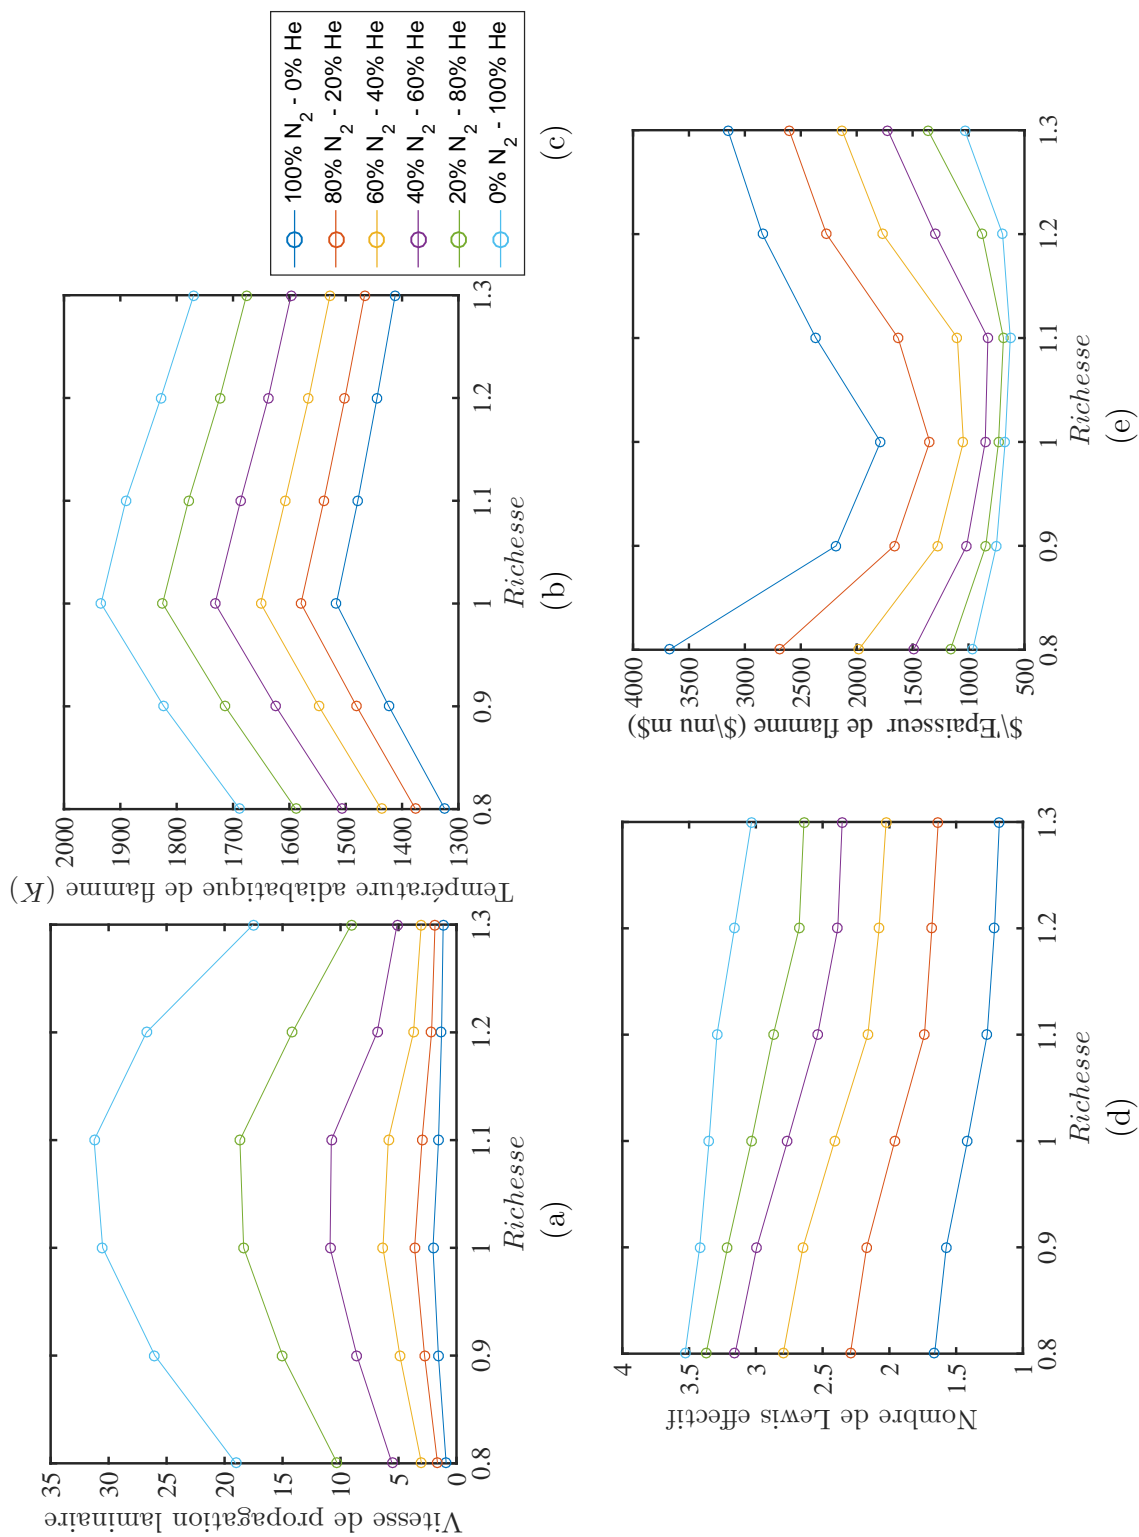 Vitesse de propagation laminaire
35
30
25
20
15
10
5
0
0.8
0.9
1
1.1
1.2
1.3
Richesse
(a)
Température adiabatique de flamme (K)
2000
1900
1800
1700
1600
1500
1400
1300
0.8
0.9
1
1.1
1.2
1.3
Richesse
(b)
100% N2 - 0% He
80% N2 - 20% He
60% N2 - 40% He
40% N2 - 60% He
20% N2 - 80% He
0% N2 - 100% He
(c)
Nombre de Lewis effectif
4
3.5
3
2.5
2
1.5
1
0.8
0.9
1
1.1
1.2
1.3
Richesse
(d)
$\'Epaisseur de flamme ($\mu m$)
4000
3500
3000
2500
2000
1500
1000
500
0.8
0.9
1
1.1
1.2
1.3
Richesse
(e)